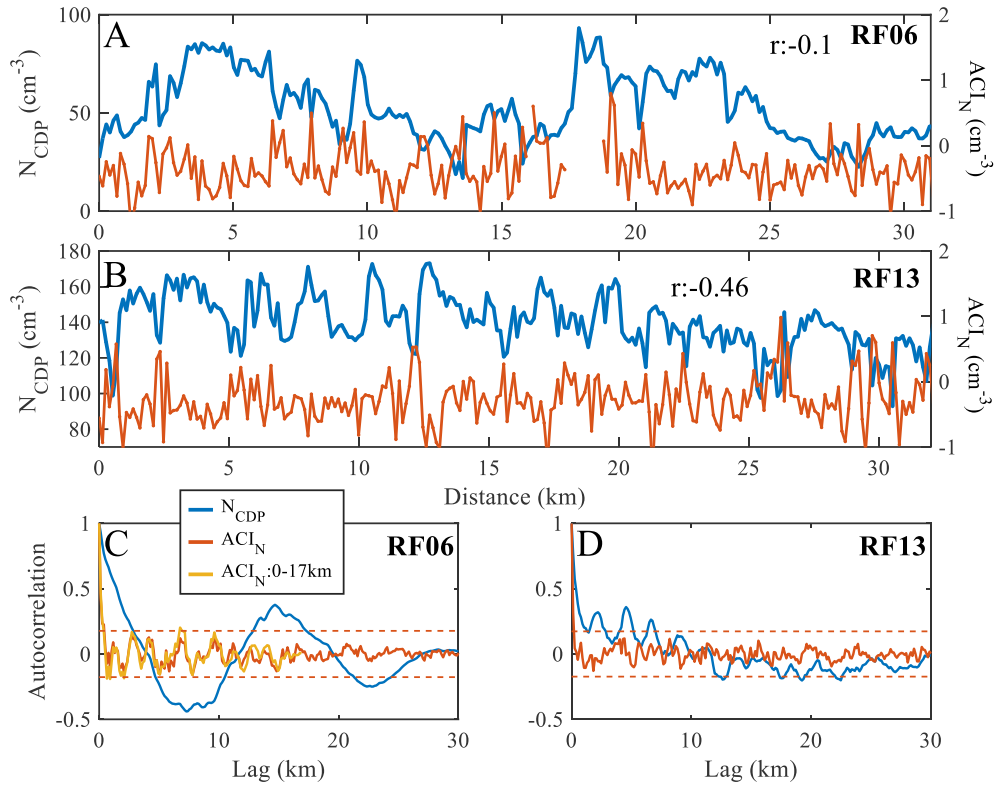 A
r:-0.1 RF06
N_CDP (cm^-3)
ACI_N (cm^-3)
100
50
0
2
1
0
-1
0 5 10 15 20 25 30
B
r:-0.46
RF13
N_CDP (cm^-3)
ACI_N (cm^-3)
180
160
140
120
100
80
2
1
0
-1
0 5 10 15 20 25 30
Distance (km)
N_CDP
ACI_N
ACI_N:0-17km
C
RF06
Autocorrelation
1
0.5
0
-0.5
0 10 20 30
Lag (km)
D
RF13
1
0.5
0
-0.5
0 10 20 30
Lag (km)